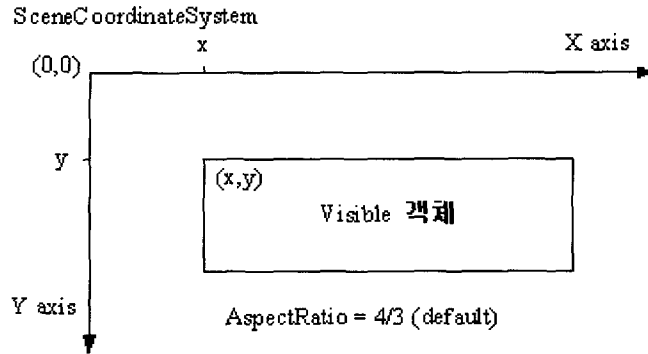 SceneCoordinateSystem
x
X axis
(0,0)
y
(x,y)
Visible 객체
Y axis
AspectRatio = 4/3 (default)